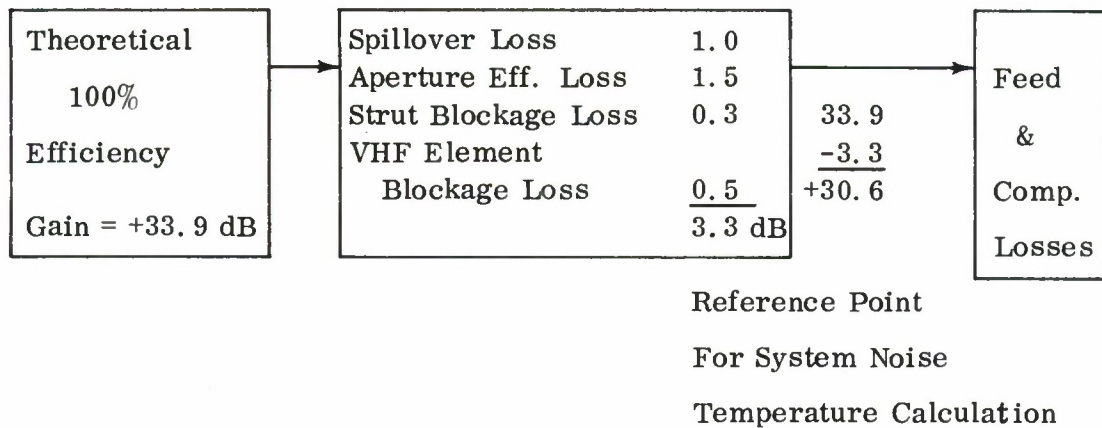 Theoretical
100%
Efficiency
Gain = +33.9 dB
Spillover Loss 1.0
Aperture Eff. Loss 1.5
Strut Blockage Loss 0.3
VHF Element
Blockage Loss 0.5
3.3 dB
33.9
-3.3
+30.6
Feed
&
Comp.
Losses
Reference Point
For System Noise
Temperature Calculation